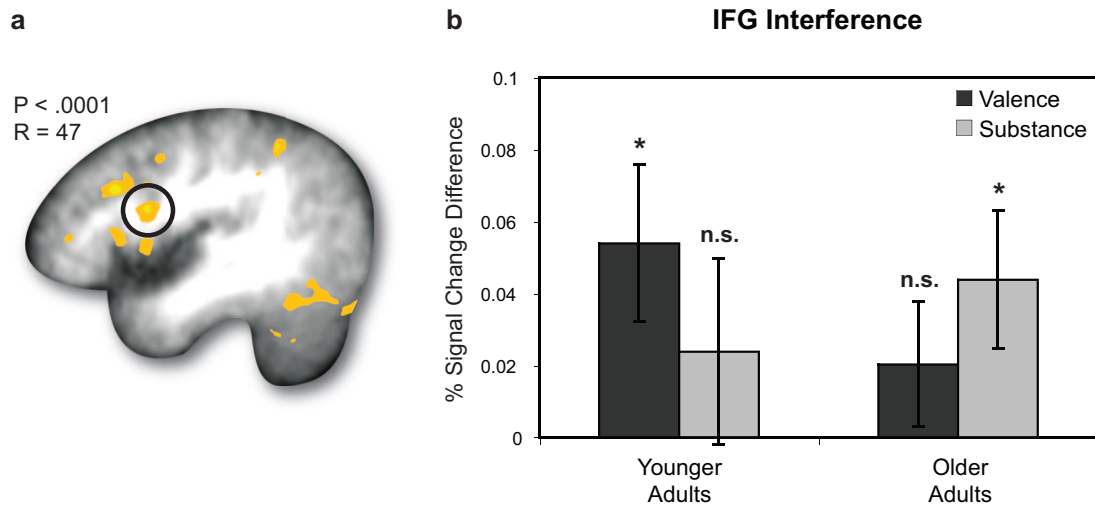 a
P < .0001
R = 47
b
IFG Interference
% Signal Change Difference
0.1
0.08
0.06
0.04
0.02
0
Valence
Substance
*
n.s.
n.s.
*
Younger
Adults
Older
Adults